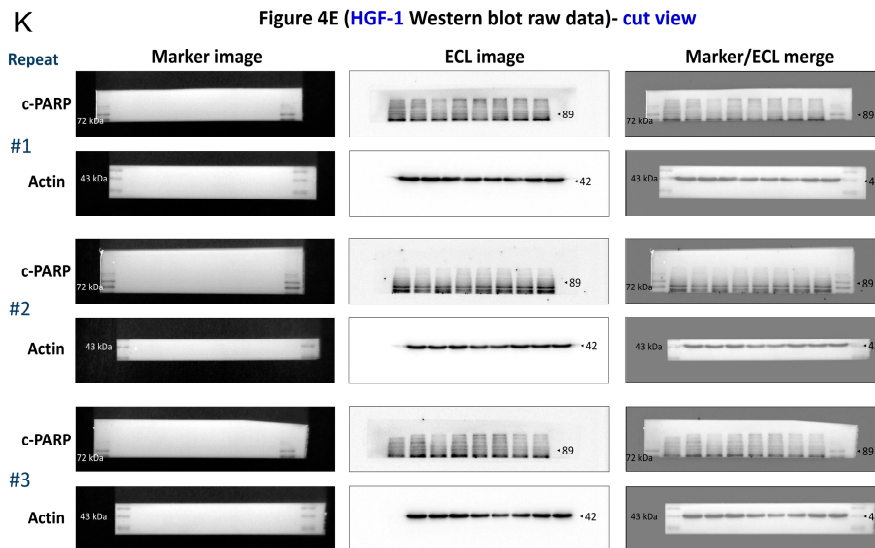 K
Figure 4E (HGF-1 Western blot raw data)- cut view
Repeat
Marker image
ECL image
Marker/ECL merge
c-PARP
72 kDa
89
72 kDa
89
#1
Actin
43 kDa
42
43 kDa
4
c-PARP
72 kDa
89
72 kDa
89
#2
Actin
43 kDa
42
43 kDa
4
c-PARP
72 kDa
89
72 kDa
89
#3
Actin
43 kDa
42
43 kDa
4